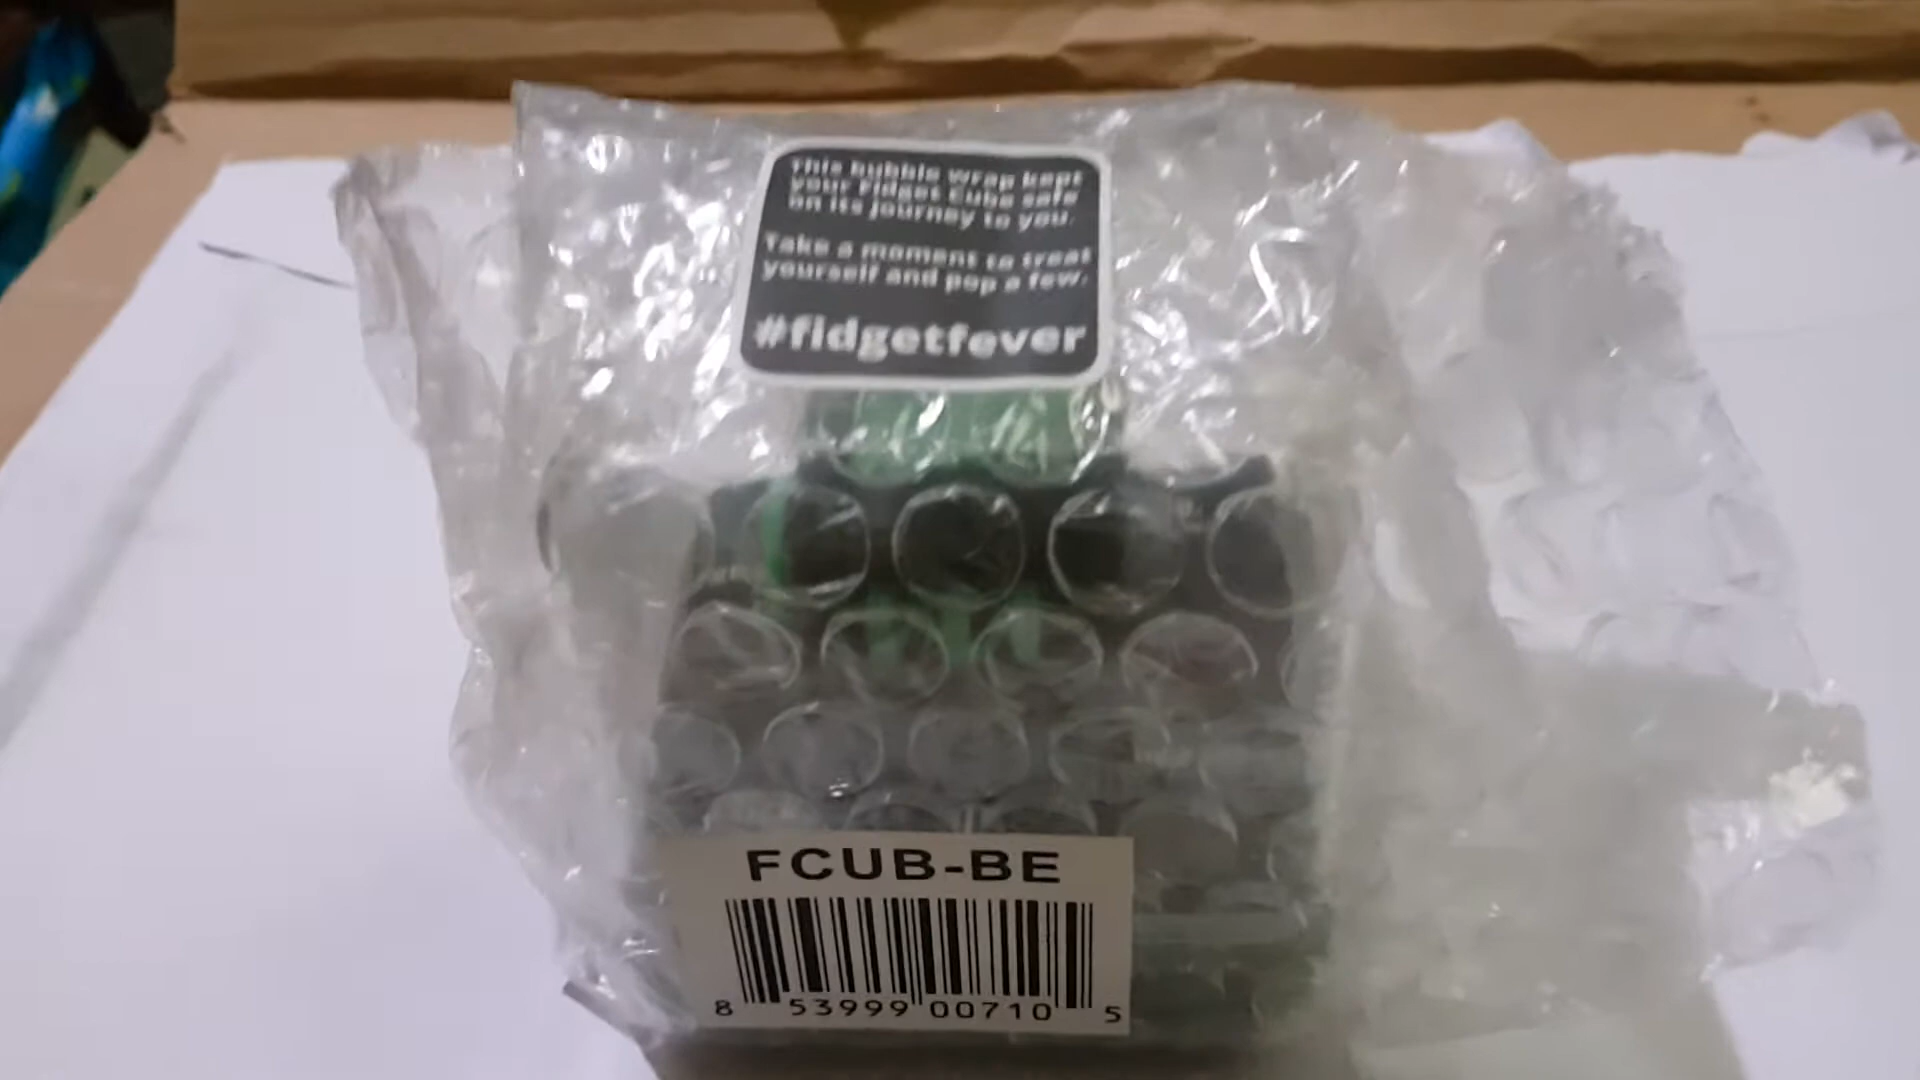 This bubble wrap kept
your Fidget Cube safe
on its journey to you.
Take a moment to treat
yourself and pop a few.
#fidgetfever
FCUB-BE
8 53999 00710 5